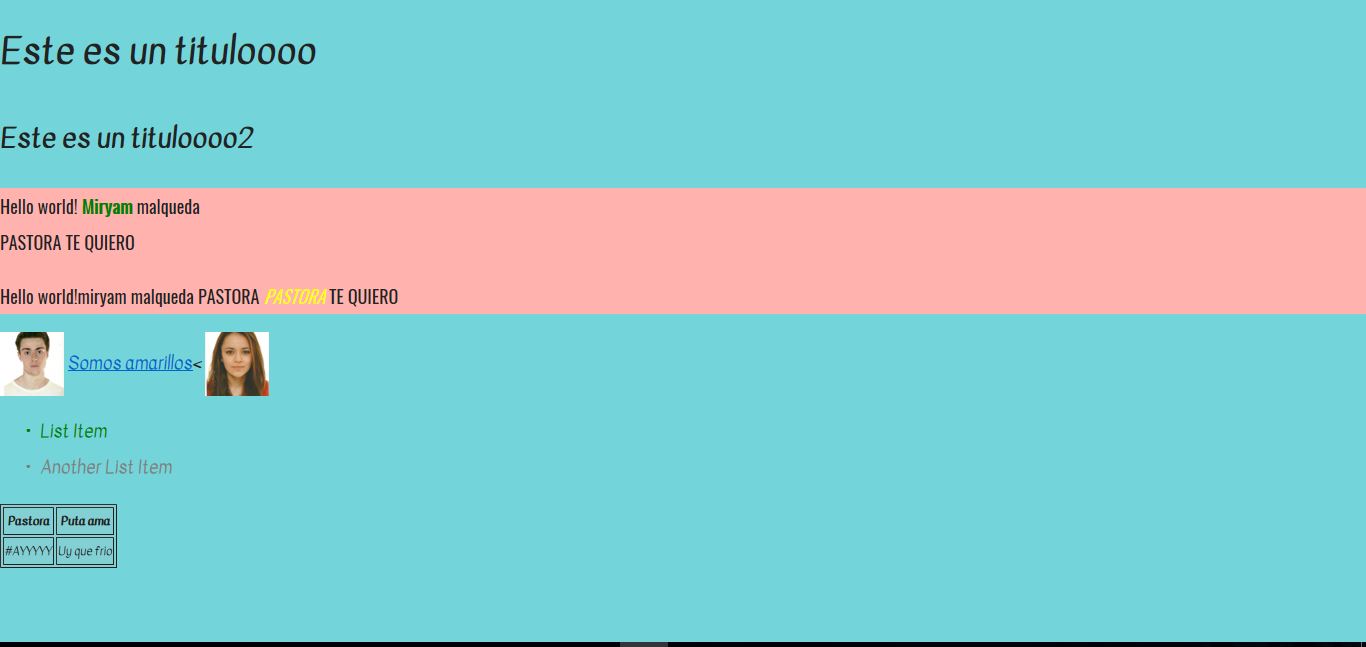 Este es un tituloooo
Este es un tituloooo2
Hello world! Miryam malqueda
PASTORA TE QUIERO
Hello world!miryam malqueda PASTORA PASTORA TE QUIERO
Somos amarillos<
List Item
Another List Item
Pastora Puta ama
#AYYYYY Uy que frio